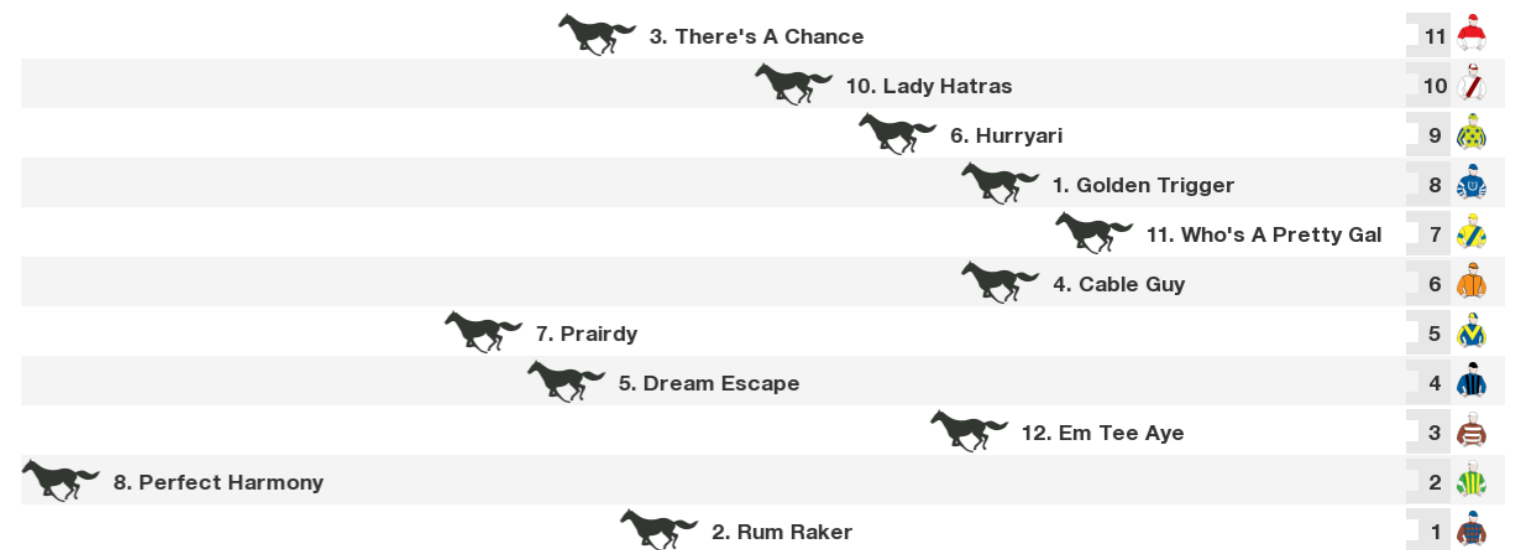 3. There's A Chance 11
10. Lady Hatras 10
6. Hurryari 9
1. Golden Trigger 8
11. Who's A Pretty Gal 7
4. Cable Guy 6
7. Prairdy 5
5. Dream Escape 4
12. Em Tee Aye 3
8. Perfect Harmony 2
2. Rum Raker 1